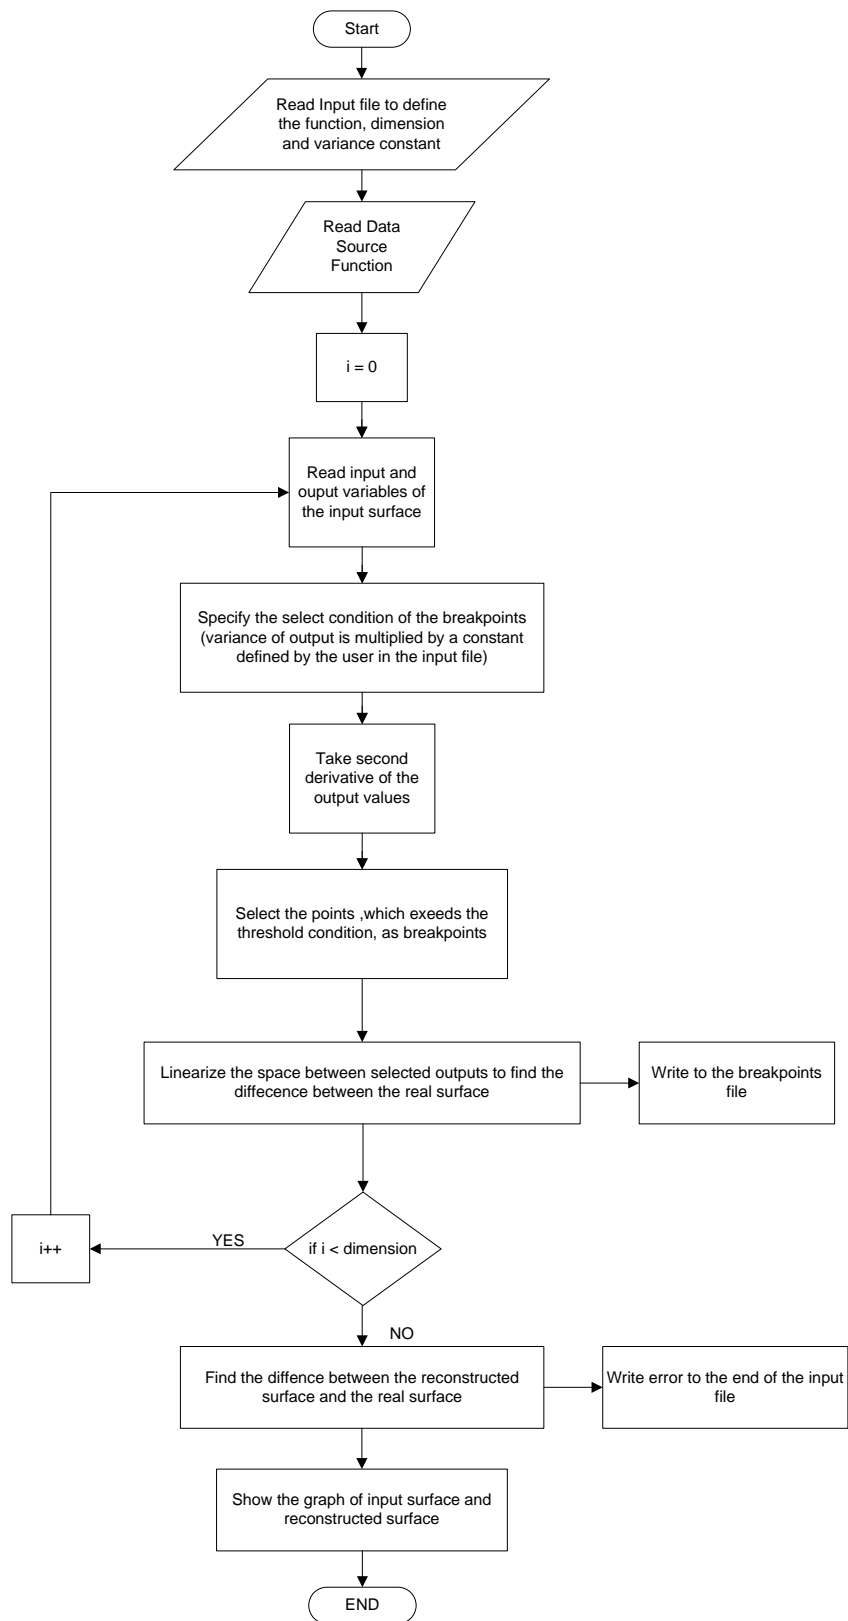 Start
Read Input file to define
the function, dimension
and variance constant
Read Data
Source
Function
i = 0
Read input and
ouput variables of
the input surface
Specify the select condition of the breakpoints
(variance of output is multiplied by a constant
defined by the user in the input file)
Take second
derivative of the
output values
Select the points ,which exeeds the
threshold condition, as breakpoints
Linearize the space between selected outputs to find the
diffecence between the real surface
Write to the breakpoints
file
i++
YES
if i < dimension
NO
Find the diffence between the reconstructed
surface and the real surface
Write error to the end of the input
file
Show the graph of input surface and
reconstructed surface
END